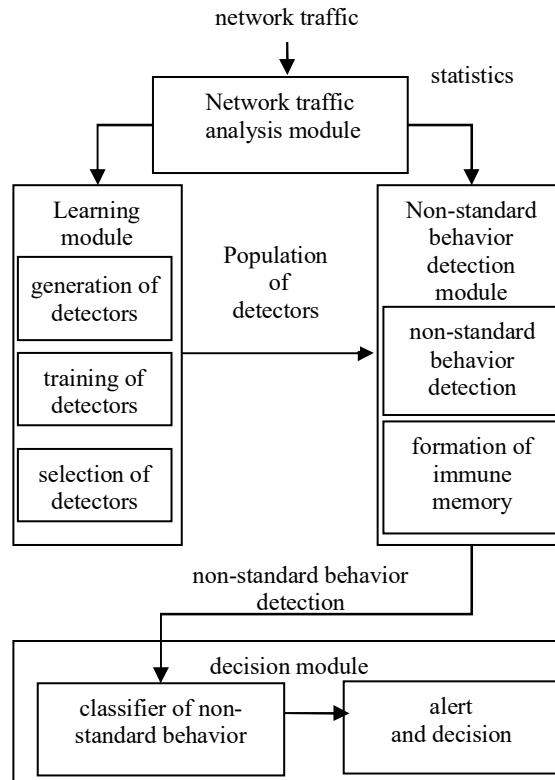 network traffic
statistics
Network traffic
analysis module
Learning
module
generation of
detectors
training of
detectors
selection of
detectors
Population
of
detectors
Non-standard
behavior
detection
module
non-standard
behavior
detection
formation of
immune
memory
non-standard behavior
detection
decision module
classifier of non-
standard behavior
alert
and decision